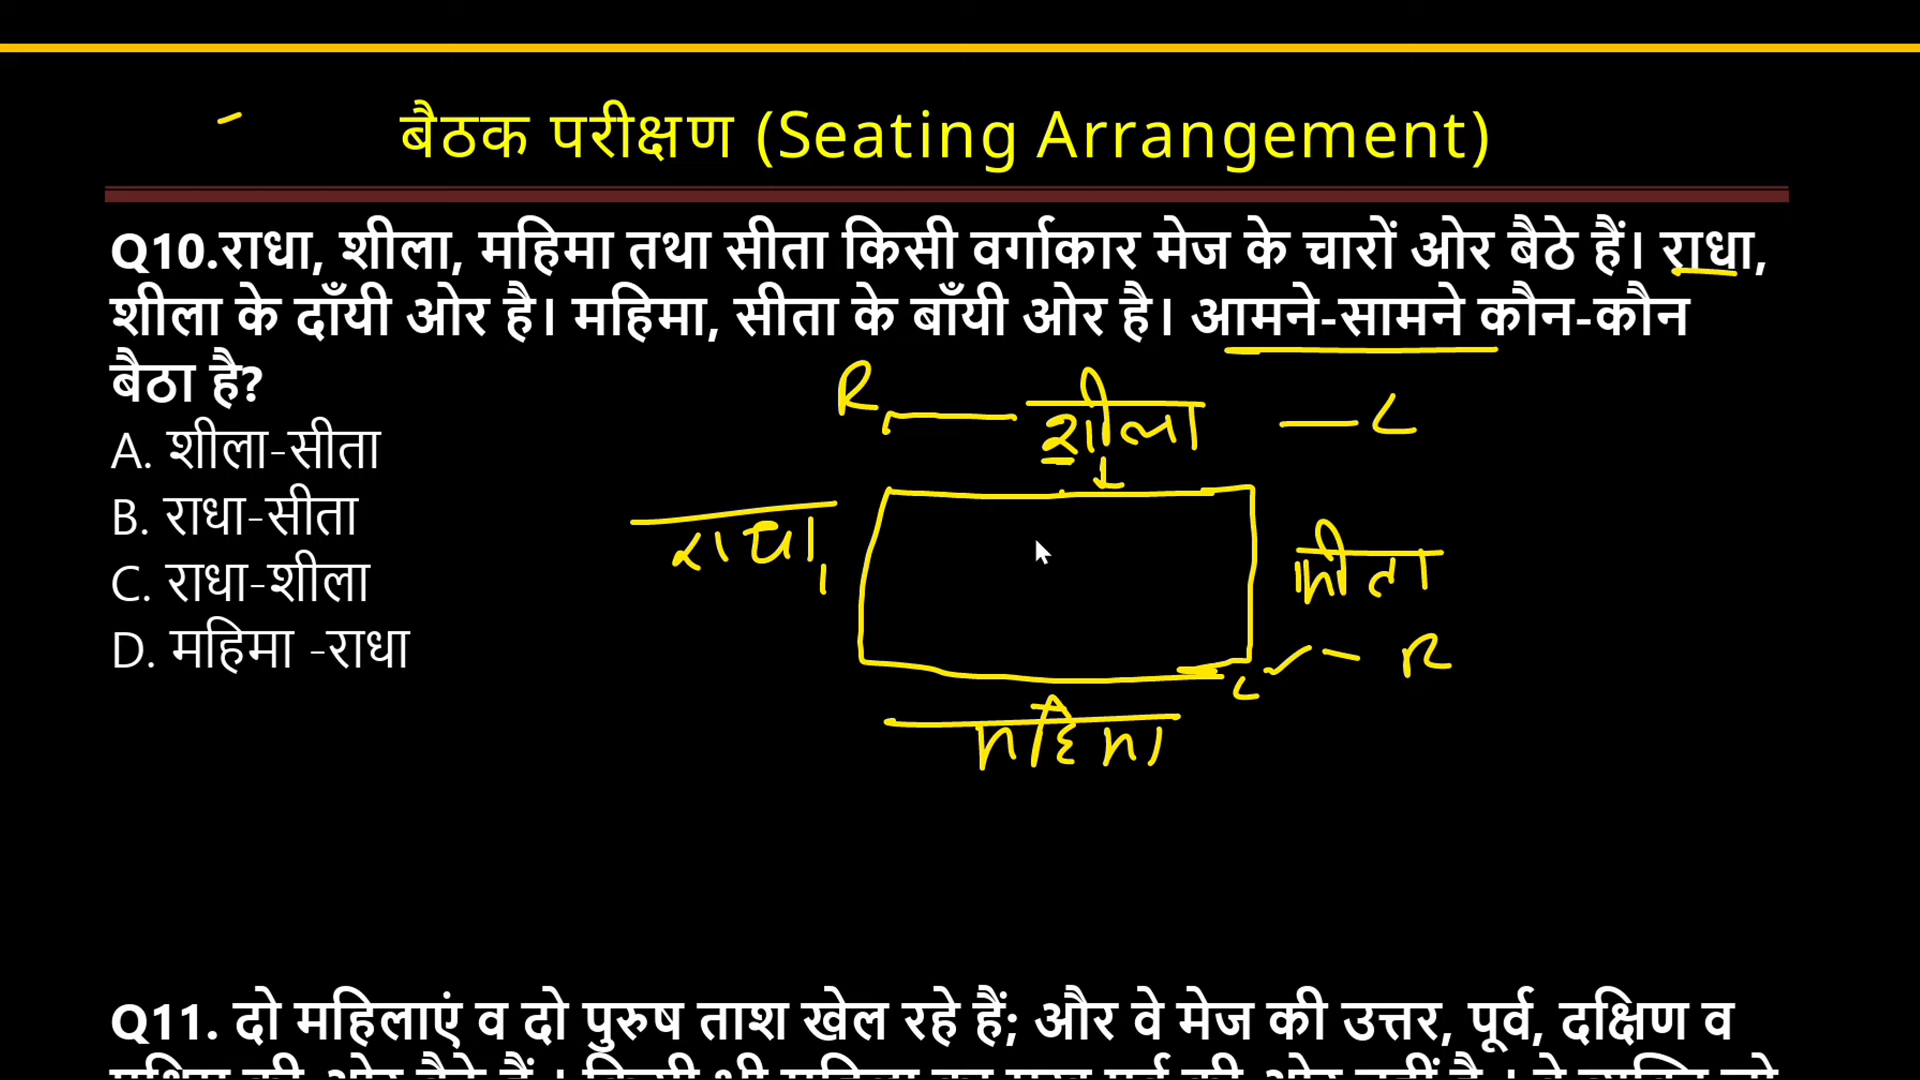 बैठक परीक्षण (Seating Arrangement)
Q10.राधा, शीला, महिमा तथा सीता किसी वर्गाकार मेज के चारों ओर बैठे हैं। राधा,
शीला के दाँयी ओर है। महिमा, सीता के बाँयी ओर है। आमने-सामने कौन-कौन
बैठा है?
A. शीला-सीता
B. राधा-सीता
C. राधा-शीला
D. महिमा -राधा
R शीला L
राधा
सीता
L R
महिमा
Q11. दो महिलाएं व दो पुरुष ताश खेल रहे हैं; और वे मेज की उत्तर, पूर्व, दक्षिण व